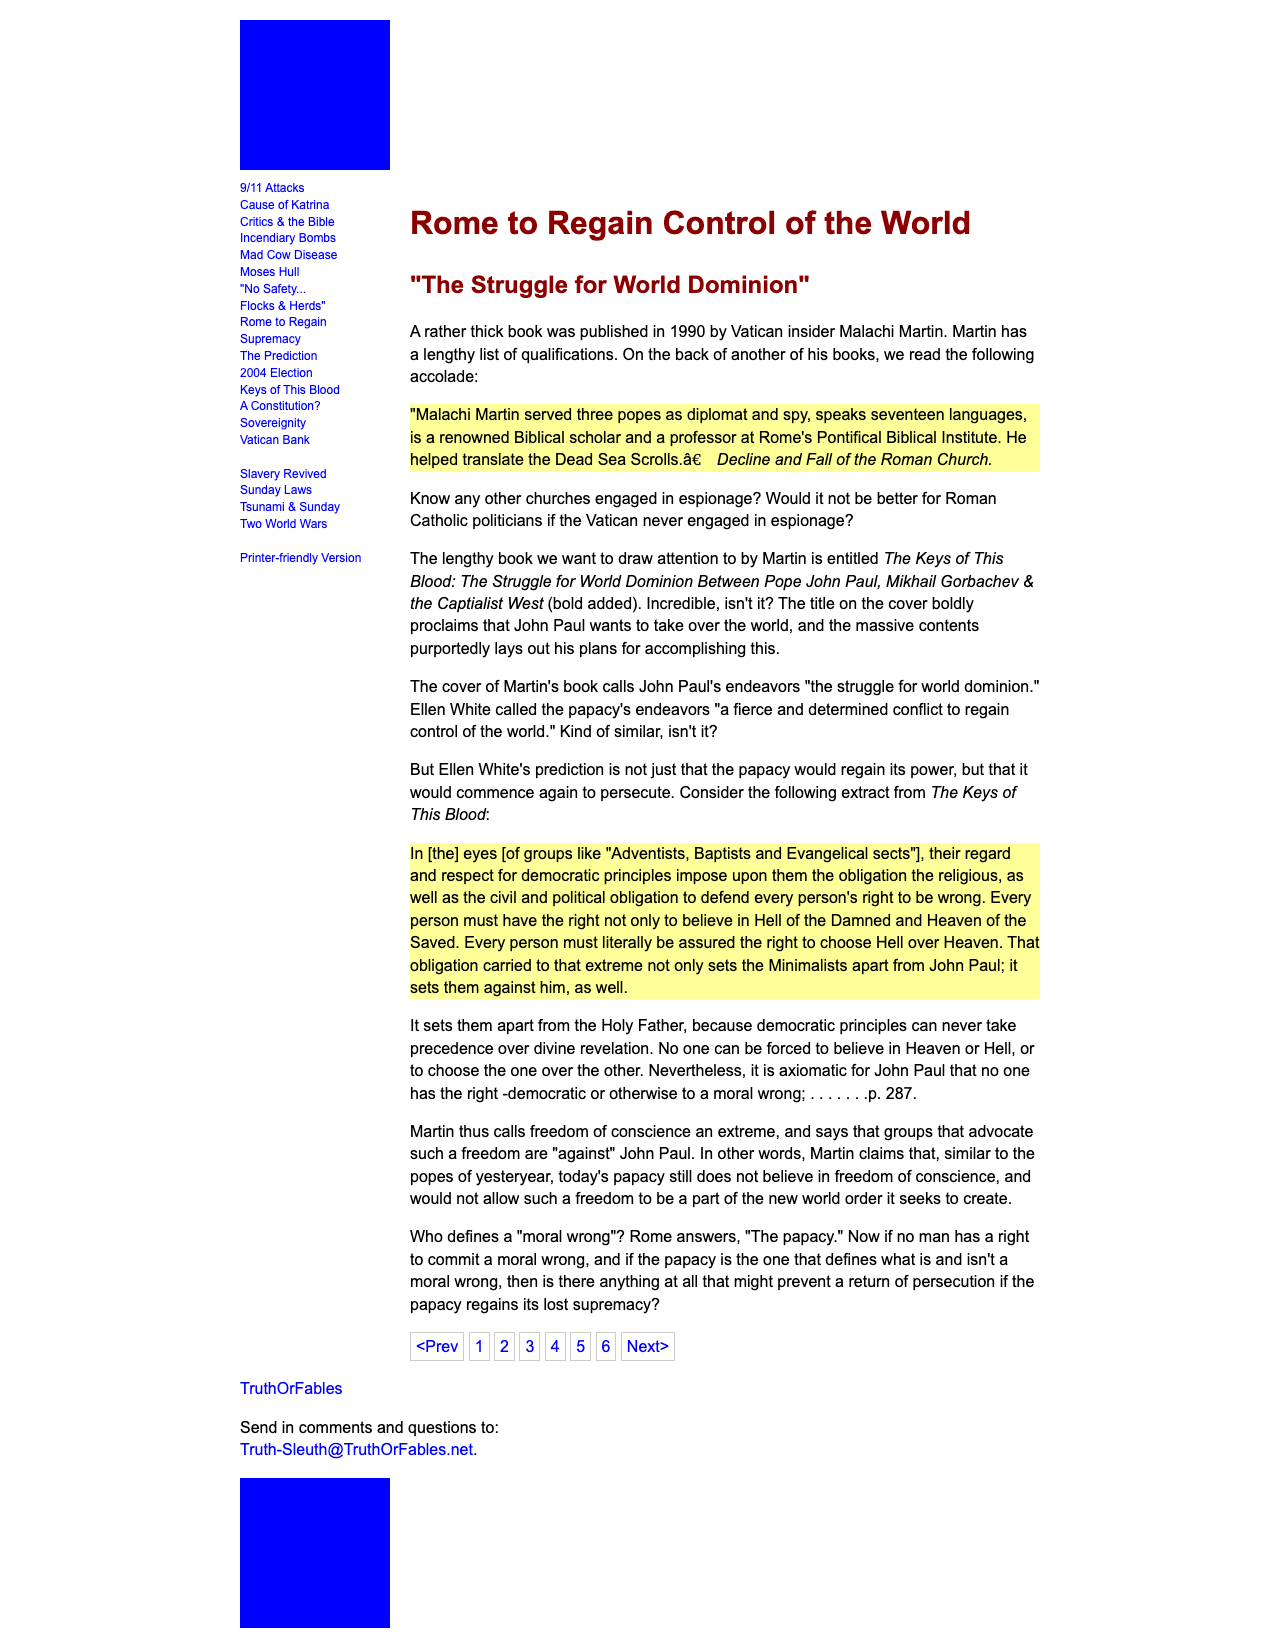 9/11 Attacks
Cause of Katrina
Critics & the Bible
Incendiary Bombs
Mad Cow Disease
Moses Hull
"No Safety...
Flocks & Herds"
Rome to Regain
Supremacy
The Prediction
2004 Election
Keys of This Blood
A Constitution?
Sovereignity
Vatican Bank
Slavery Revived
Sunday Laws
Tsunami & Sunday
Two World Wars
Printer-friendly Version
Rome to Regain Control of the World
"The Struggle for World Dominion"
A rather thick book was published in 1990 by Vatican insider Malachi Martin. Martin has
a lengthy list of qualifications. On the back of another of his books, we read the following
accolade:
"Malachi Martin served three popes as diplomat and spy, speaks seventeen languages,
is a renowned Biblical scholar and a professor at Rome's Pontifical Biblical Institute. He
helped translate the Dead Sea Scrolls.â€ Decline and Fall of the Roman Church.
Know any other churches engaged in espionage? Would it not be better for Roman
Catholic politicians if the Vatican never engaged in espionage?
The lengthy book we want to draw attention to by Martin is entitled The Keys of This
Blood: The Struggle for World Dominion Between Pope John Paul, Mikhail Gorbachev &
the Captialist West (bold added). Incredible, isn't it? The title on the cover boldly
proclaims that John Paul wants to take over the world, and the massive contents
purportedly lays out his plans for accomplishing this.
The cover of Martin's book calls John Paul's endeavors "the struggle for world dominion."
Ellen White called the papacy's endeavors "a fierce and determined conflict to regain
control of the world." Kind of similar, isn't it?
But Ellen White's prediction is not just that the papacy would regain its power, but that it
would commence again to persecute. Consider the following extract from The Keys of
This Blood:
In [the] eyes [of groups like "Adventists, Baptists and Evangelical sects"], their regard
and respect for democratic principles impose upon them the obligation the religious, as
well as the civil and political obligation to defend every person's right to be wrong. Every
person must have the right not only to believe in Hell of the Damned and Heaven of the
Saved. Every person must literally be assured the right to choose Hell over Heaven. That
obligation carried to that extreme not only sets the Minimalists apart from John Paul; it
sets them against him, as well.
It sets them apart from the Holy Father, because democratic principles can never take
precedence over divine revelation. No one can be forced to believe in Heaven or Hell, or
to choose the one over the other. Nevertheless, it is axiomatic for John Paul that no one
has the right -democratic or otherwise to a moral wrong; . . . . . . .p. 287.
Martin thus calls freedom of conscience an extreme, and says that groups that advocate
such a freedom are "against" John Paul. In other words, Martin claims that, similar to the
popes of yesteryear, today's papacy still does not believe in freedom of conscience, and
would not allow such a freedom to be a part of the new world order it seeks to create.
Who defines a "moral wrong"? Rome answers, "The papacy." Now if no man has a right
to commit a moral wrong, and if the papacy is the one that defines what is and isn't a
moral wrong, then is there anything at all that might prevent a return of persecution if the
papacy regains its lost supremacy?
<Prev 1 2 3 4 5 6 Next>
TruthOrFables
Send in comments and questions to:
Truth-Sleuth@TruthOrFables.net.